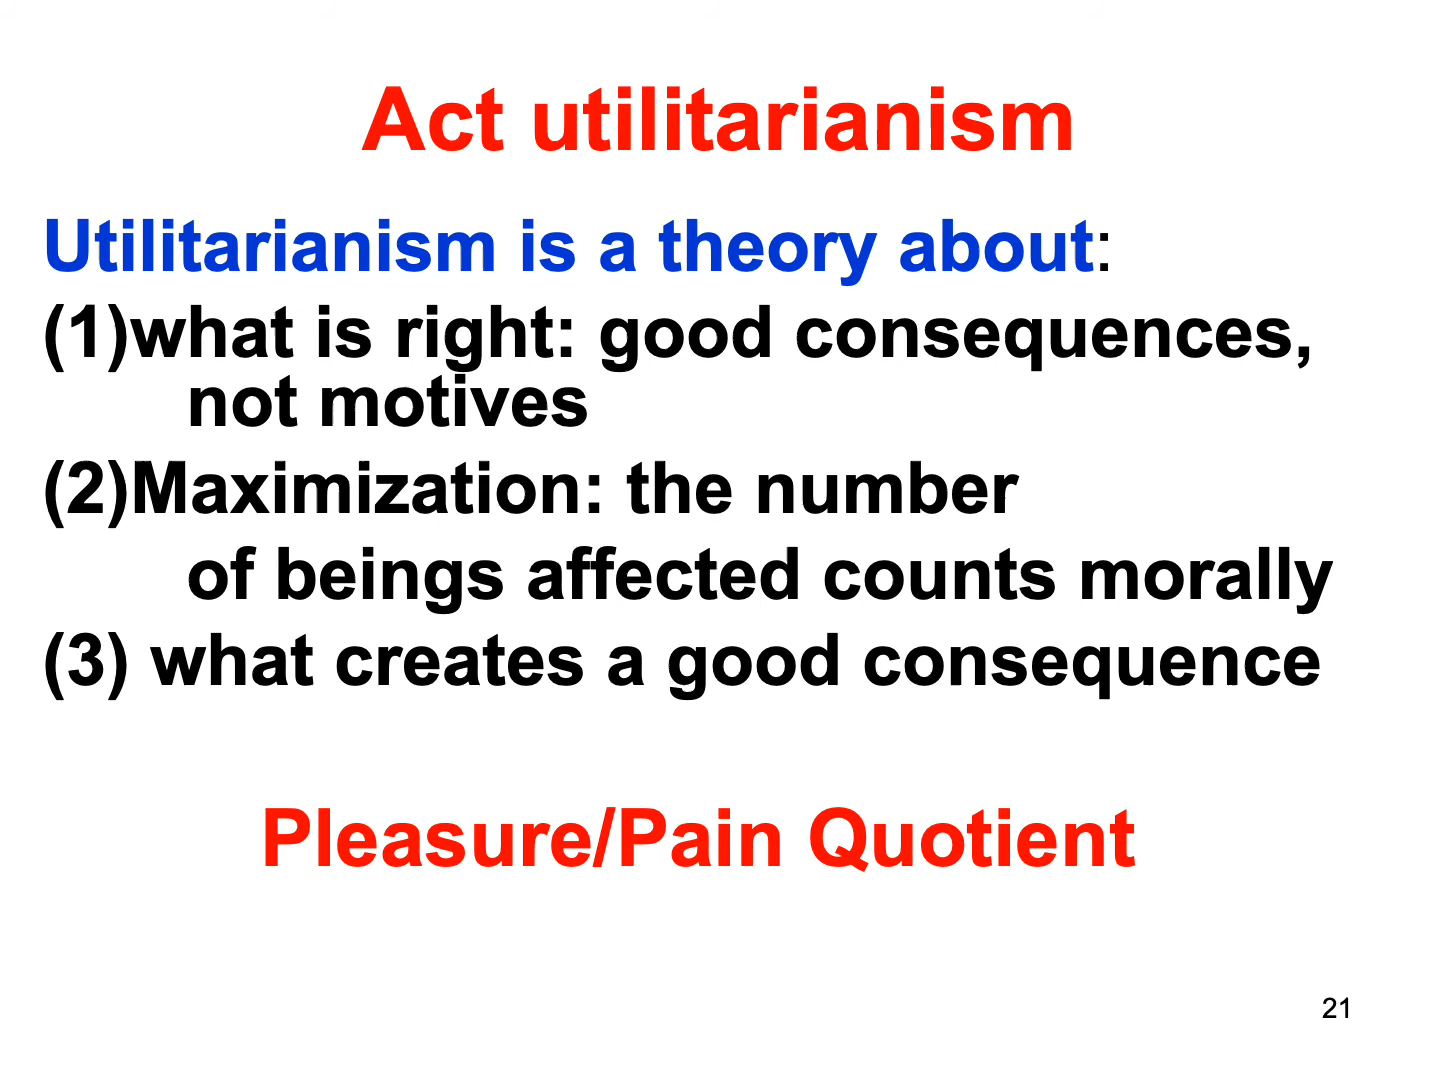 Act utilitarianism
Utilitarianism is a theory about:
(1)what is right: good consequences,
not motives
(2)Maximization: the number
of beings affected counts morally
(3) what creates a good consequence
Pleasure/Pain Quotient
21